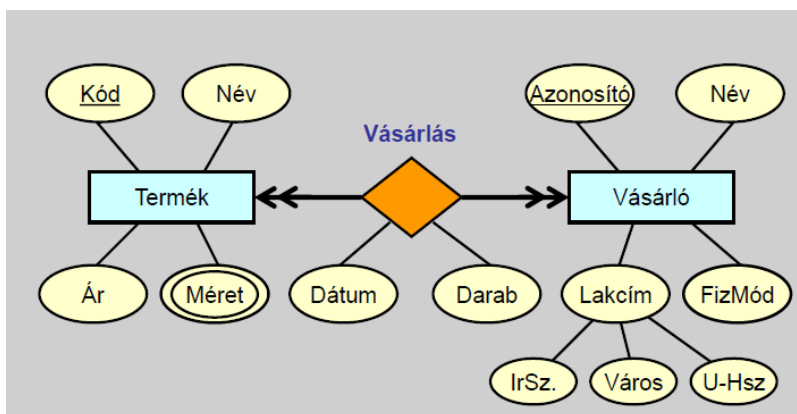 Kód
Név
Azonosító
Név
Vásárlás
Termék
Vásárló
Ár
Méret
Dátum
Darab
Lakcím
FizMód
IrSz.
Város
U-Hsz